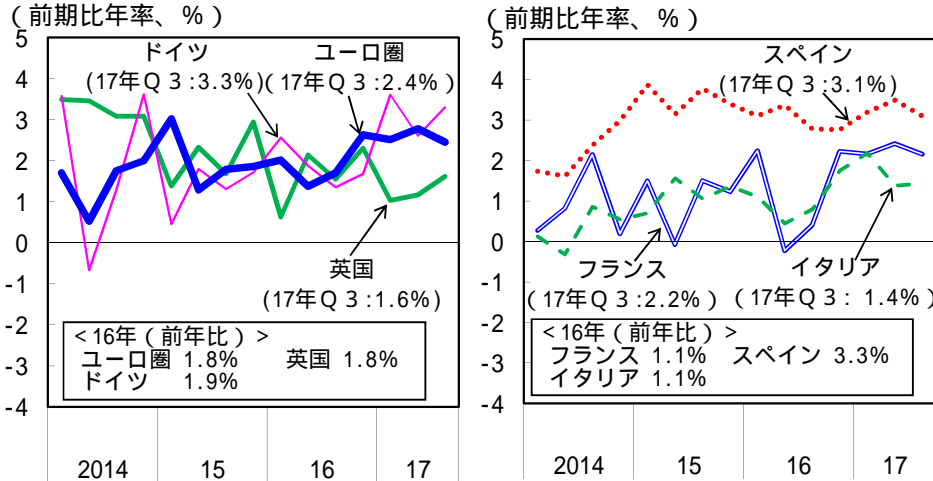 （前期比年率、％）
5
4
3
2
1
0
-1
-2
-3
-4
ドイツ
(17年Q３:3.3%)
ユーロ圏
(17年Q３:2.4%)
英国
(17年Q３:1.6%)
＜16年（前年比）＞
ユーロ圏 1.8% 英国 1.8%
ドイツ 1.9%
2014 15 16 17
（前期比年率、％）
5
4
3
2
1
0
-1
-2
-3
-4
スペイン
(17年Q３:3.1%)
フランス
(17年Q３:2.2%）
イタリア
(17年Q３：1.4%)
＜16年（前年比）＞
フランス 1.1% スペイン 3.3%
イタリア 1.1%
2014 15 16 17